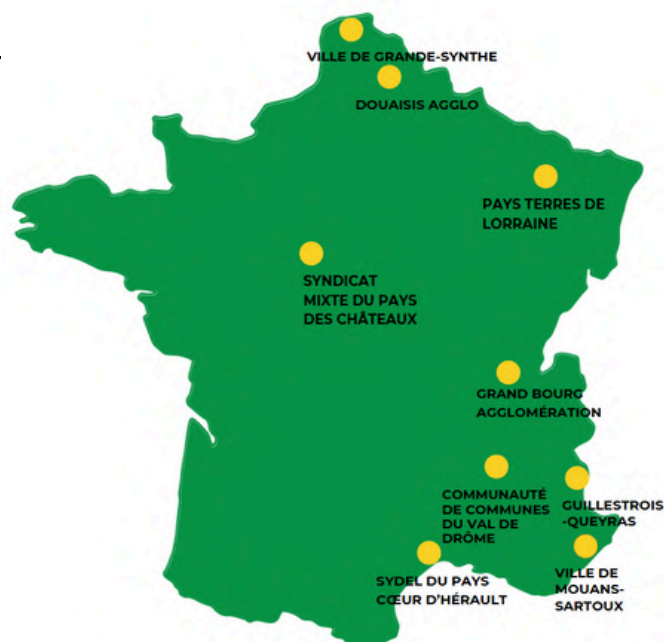 VILLE DE GRANDE-SYNTHE
DOUAISIS AGGLO
PAYS TERRES DE
LORRAINE
SYNDICAT
MIXTE DU PAYS
DES CHÂTEAUX
GRAND BOURG
AGGLOMÉRATION
COMMUNAUTÉ
DE COMMUNES
DU VAL DE
DRÔME
GUILLESTROIS
-QUEYRAS
SYDEL DU PAYS
CŒUR D'HÉRAULT
VILLE DE
MOUANS-
SARTOUX